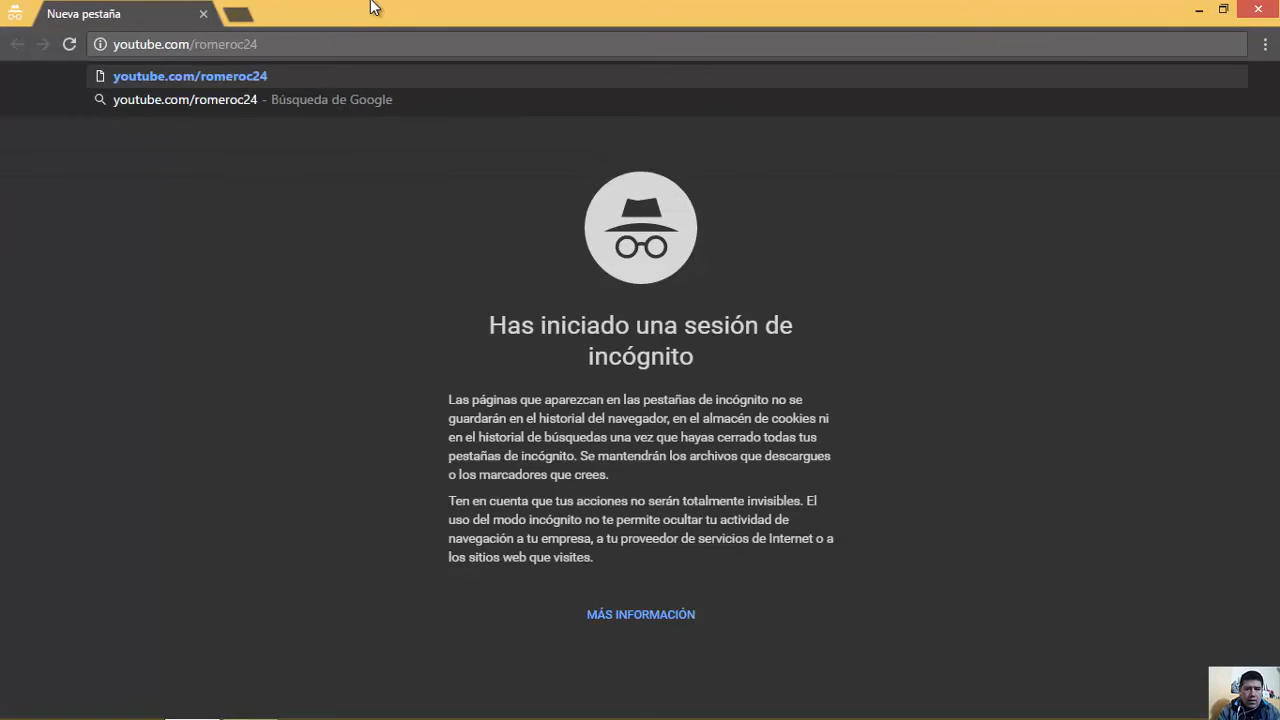 Nueva pestaña
youtube.com/romeroc24
youtube.com/romeroc24
youtube.com/romeroc24 - Búsqueda de Google
Has iniciado una sesión de
incógnito
Las páginas que aparezcan en las pestañas de incógnito no se
guardarán en el historial del navegador, en el almacén de cookies ni
en el historial de búsquedas una vez que hayas cerrado todas tus
pestañas de incógnito. Se mantendrán los archivos que descargues
o los marcadores que crees.
Ten en cuenta que tus acciones no serán totalmente invisibles. El
uso del modo incógnito no te permite ocultar tu actividad de
navegación a tu empresa, a tu proveedor de servicios de Internet o a
los sitios web que visites.
MÁS INFORMACIÓN